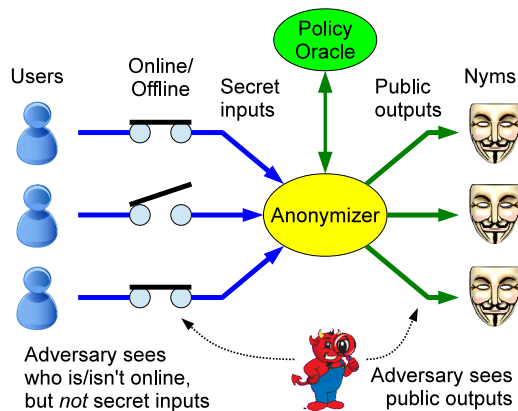 Policy
Oracle
Users
Online/
Offline
Secret
inputs
Public
outputs
Nyms
Anonymizer
Adversary sees
who is/isn't online,
but not secret inputs
Adversary sees
public outputs